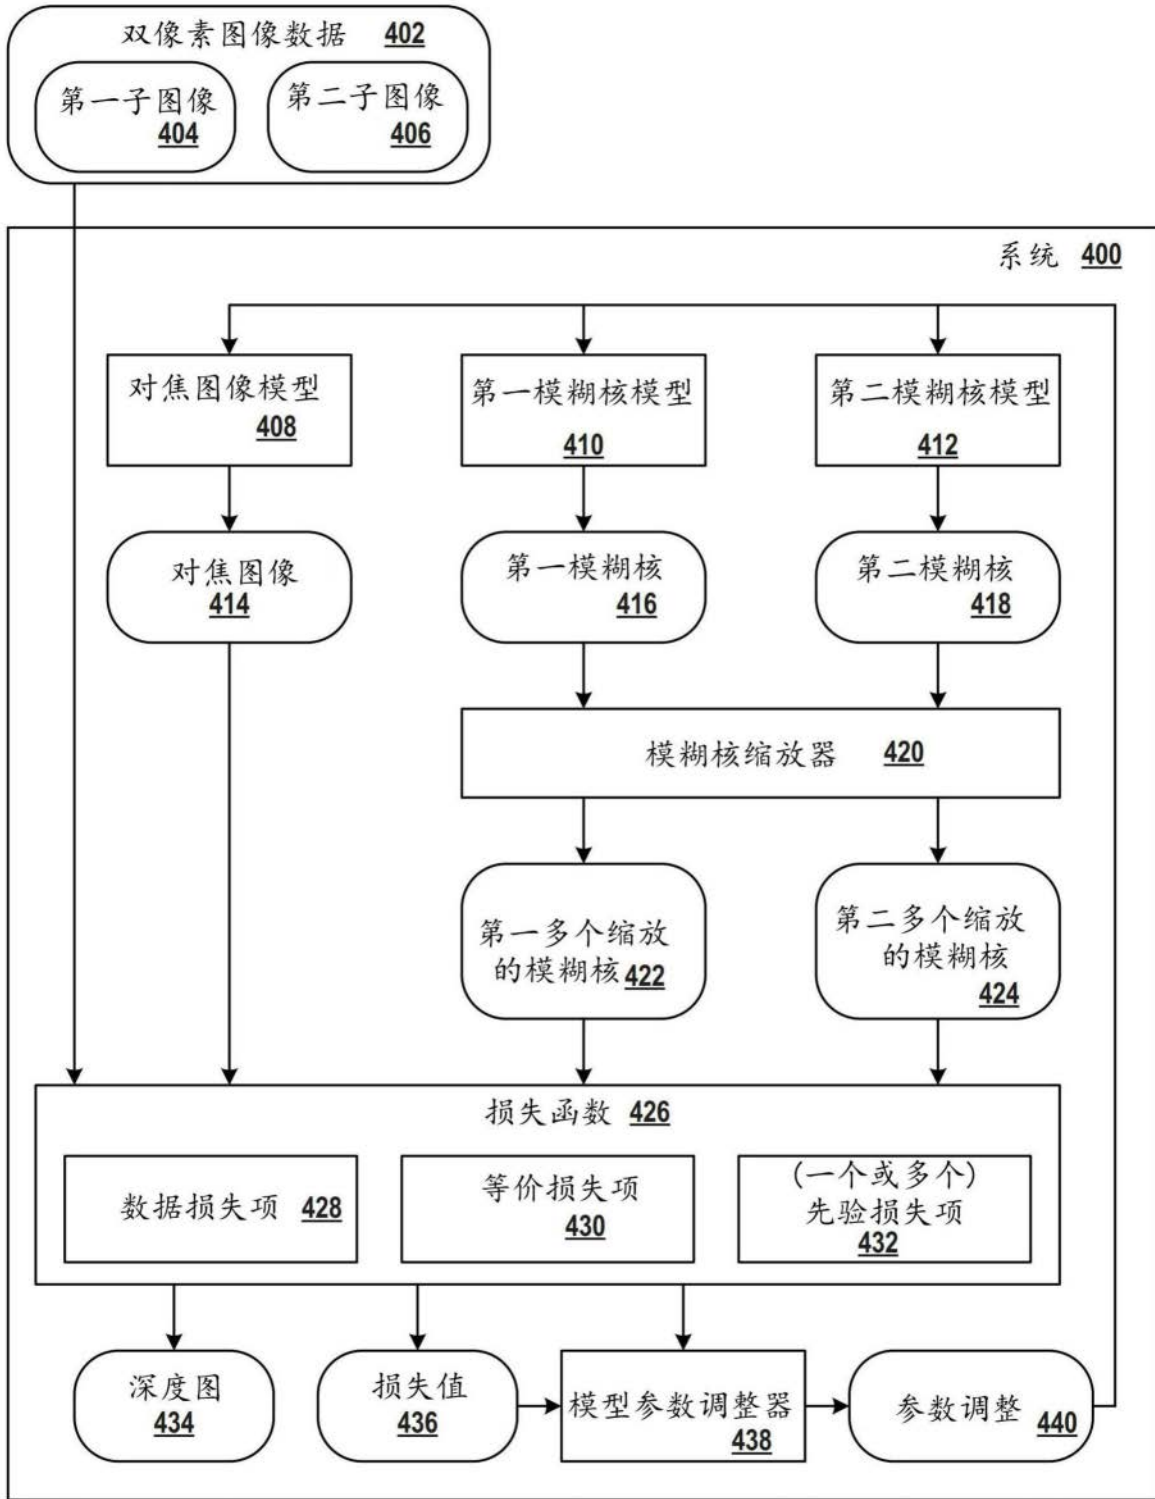 双像素图像数据 402
第一子图像
404
第二子图像
406
系统 400
对焦图像模型
408
第一模糊核模型
410
第二模糊核模型
412
对焦图像
414
第一模糊核
416
第二模糊核
418
模糊核缩放器 420
第一多个缩放
的模糊核422
第二多个缩放
的模糊核
424
损失函数 426
数据损失项 428
等价损失项
430
(一个或多个)
先验损失项
432
深度图
434
损失值
436
模型参数调整器
438
参数调整 440